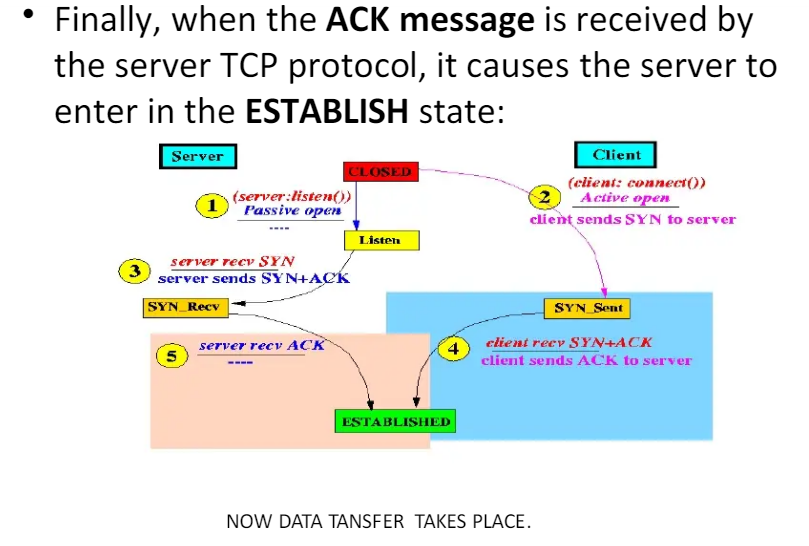 • Finally, when the ACK message is received by
the server TCP protocol, it causes the server to
enter in the ESTABLISH state:
Server
Client
CLOSED
1
(server:listen())
Passive open
----
2
(client: connect())
Active open
client sends SYN to server
Listen
3
server recv SYN
server sends SYN+ACK
SYN_Recv
SYN_Sent
5
server recv ACK
----
4
client recv SYN+ACK
client sends ACK to server
ESTABLISHED
NOW DATA TANSFER TAKES PLACE.